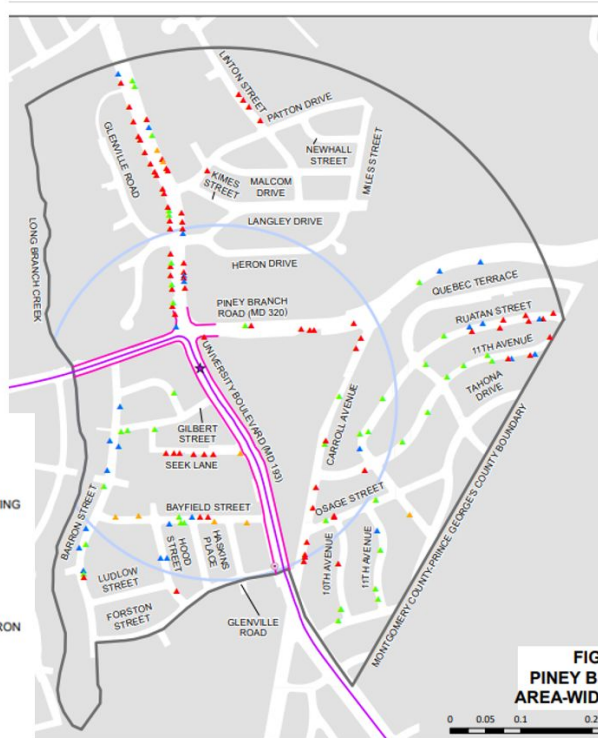 LINTON STREET
PATTON DRIVE
GLENVILLE ROAD
NEWHALL
STREET
MILES STREET
KIMES
STREET
MALCOM
DRIVE
LANGLEY DRIVE
LONG BRANCH CREEK
HERON DRIVE
QUEBEC TERRACE
PINEY BRANCH
ROAD (MD 320)
RUATAN STREET
11TH AVENUE
UNIVERSITY BOULEVARD (MD 193)
TAHONA
DRIVE
CARROLL AVENUE
GILBERT
STREET
SEEK LANE
MONTGOMERY COUNTY-PRINCE GEORGE'S COUNTY BOUNDARY
OSAGE STREET
ING
BARRON STREET
BAYFIELD STREET
HOOD
STREET
HASKINS
PLACE
10TH AVENUE
11TH AVENUE
LUDLOW
STREET
FORSTON
STREET
GLENVILLE
ROAD
RON
FIG
PINEY B
AREA-WID
0 0.05 0.1 0.2